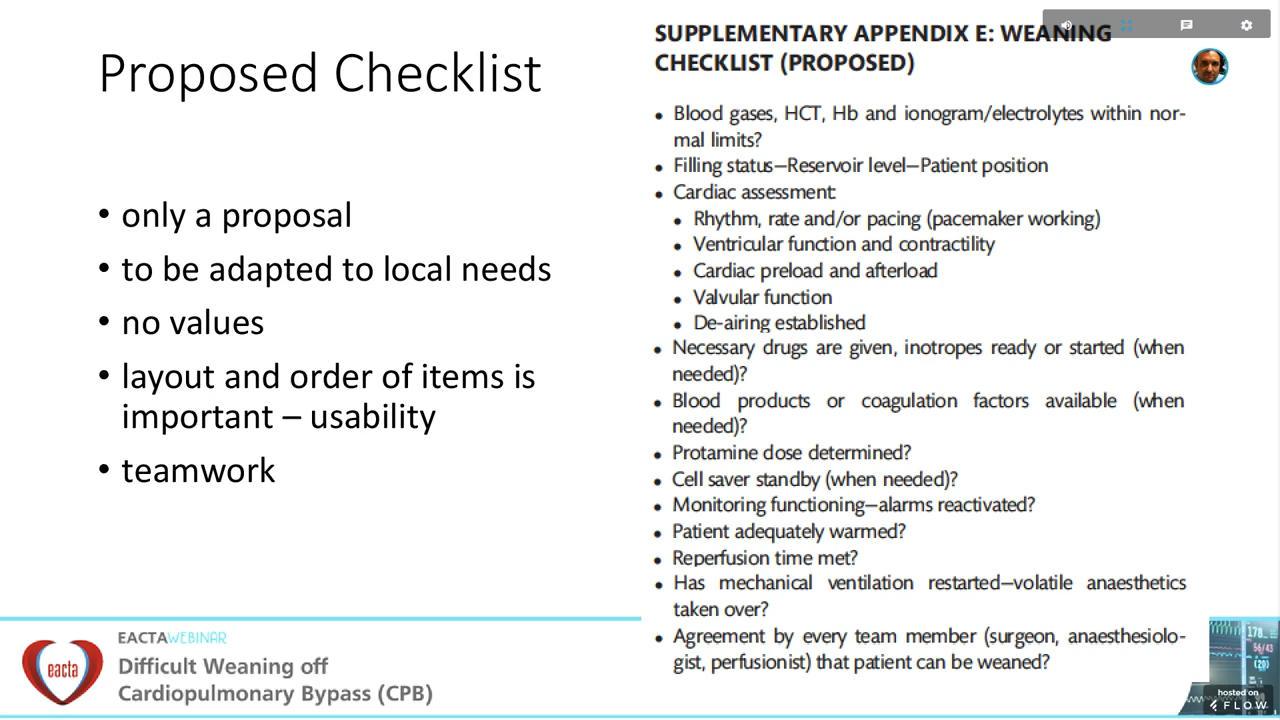 Proposed Checklist
• only a proposal
• to be adapted to local needs
• no values
• layout and order of items is
important – usability
• teamwork
SUPPLEMENTARY APPENDIX E: WEANING
CHECKLIST (PROPOSED)
• Blood gases, HCT, Hb and ionogram/electrolytes within nor-
mal limits?
• Filling status—Reservoir level—Patient position
• Cardiac assessment:
• Rhythm, rate and/or pacing (pacemaker working)
• Ventricular function and contractility
• Cardiac preload and afterload
• Valvular function
• De-airing established
• Necessary drugs are given, inotropes ready or started (when
needed)?
• Blood products or coagulation factors available (when
needed)?
• Protamine dose determined?
• Cell saver standby (when needed)?
• Monitoring functioning—alarms reactivated?
• Patient adequately warmed?
• Reperfusion time met?
• Has mechanical ventilation restarted—volatile anaesthetics
taken over?
• Agreement by every team member (surgeon, anaesthesiolo-
gist, perfusionist) that patient can be weaned?
eacta
EACTAWEBINAR
Difficult Weaning off
Cardiopulmonary Bypass (CPB)
178
56/43
(20)
hosted on
FLOW